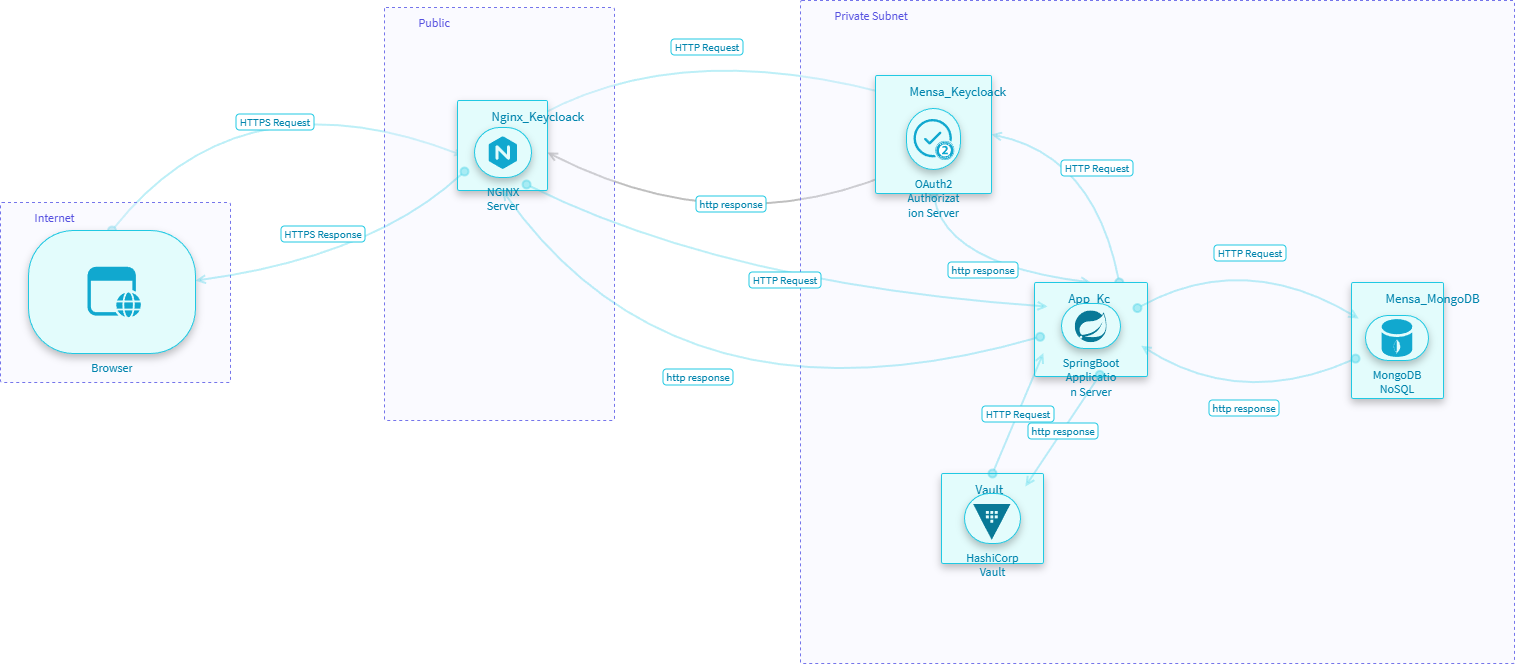 Public
Private Subnet
HTTP Request
Mensa_Keycloack
Nginx_Keycloack
HTTPS Request
2
HTTP Request
OAuth2
Authorizat
ion Server
NGINX
Server
http response
Internet
HTTPS Response
HTTP Request
http response
HTTP Request
App_Kc
Mensa_MongoDB
Browser
SpringBoot
Applicatio
n Server
MongoDB
NoSQL
http response
http response
HTTP Request
http response
Vault
HashiCorp
Vault